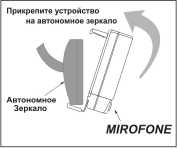 Прикрепите устройство
на автономное зеркало
Автономное
Зеркало
MIROFONE